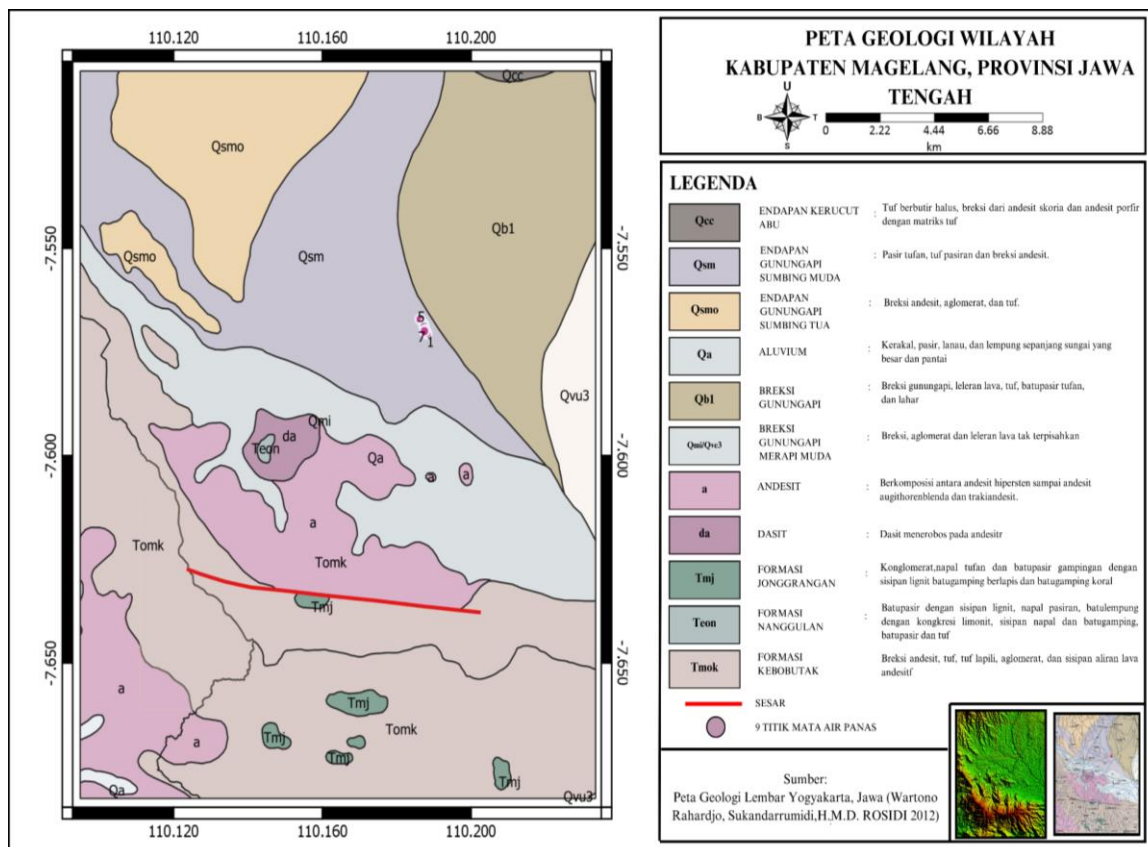 110.120
110.160
110.200
Qcc
Qsmo
Qb1
-7.550
Qsmo
Qsm
-7.550
5
7 1
Qvu3
Qmi
da
Teon
Qa
-7.600
-7.600
a
a
a
Tomk
Tomk
Tmj
-7.650
-7.650
a
Tmj
Tomk
a
Tmj
Tmj
Tmj
Qa
Qvu3
110.120
110.160
110.200
PETA GEOLOGI WILAYAH
KABUPATEN MAGELANG, PROVINSI JAWA
TENGAH
U
B
T
S
0 2.22 4.44 6.66 8.88
km
LEGENDA
Qcc
ENDAPAN KERUCUT
ABU
: Tuf berbutir halus, breksi dari andesit skoria dan andesit porfir
dengan matriks tuf
Qsm
ENDAPAN
GUNUNGAPI
SUMBING MUDA
: Pasir tufan, tuf pasiran dan breksi andesit.
Qsmo
ENDAPAN
GUNUNGAPI
SUMBING TUA
: Breksi andesit, aglomerat, dan tuf.
Qa
ALUVIUM
: Kerakal, pasir, lanau, dan lempung sepanjang sungai yang
besar dan pantai
Qb1
BREKSI
GUNUNGAPI
: Breksi gunungapi, leleran lava, tuf, batupasir tufan,
dan lahar
Qmi/Qvc3
BREKSI
GUNUNGAPI
MERAPI MUDA
: Breksi, aglomerat dan leleran lava tak terpisahkan
a
ANDESIT
: Berkomposisi antara andesit hipersten sampai andesit
augithorenblenda dan trakiandesit.
da
DASIT
: Dasit menerobos pada andesitr
Tmj
FORMASI
JONGGRANGAN
: Konglomerat,napal tufan dan batupasir gampingan dengan
sisipan lignit batugamping berlapis dan batugamping koral
Teon
FORMASI
NANGGULAN
: Batupasir dengan sisipan lignit, napal pasiran, batulempung
dengan kongkresi limonit, sisipan napal dan batugamping,
batupasir dan tuf
Tmok
FORMASI
KEBOBUTAK
Breksi andesit, tuf, tuf lapili, aglomerat, dan sisipan aliran lava
andesitf
SESAR
9 TITIK MATA AIR PANAS
Sumber:
Peta Geologi Lembar Yogyakarta, Jawa (Wartono
Rahardjo, Sukandarrumidi,H.M.D. ROSIDI 2012)